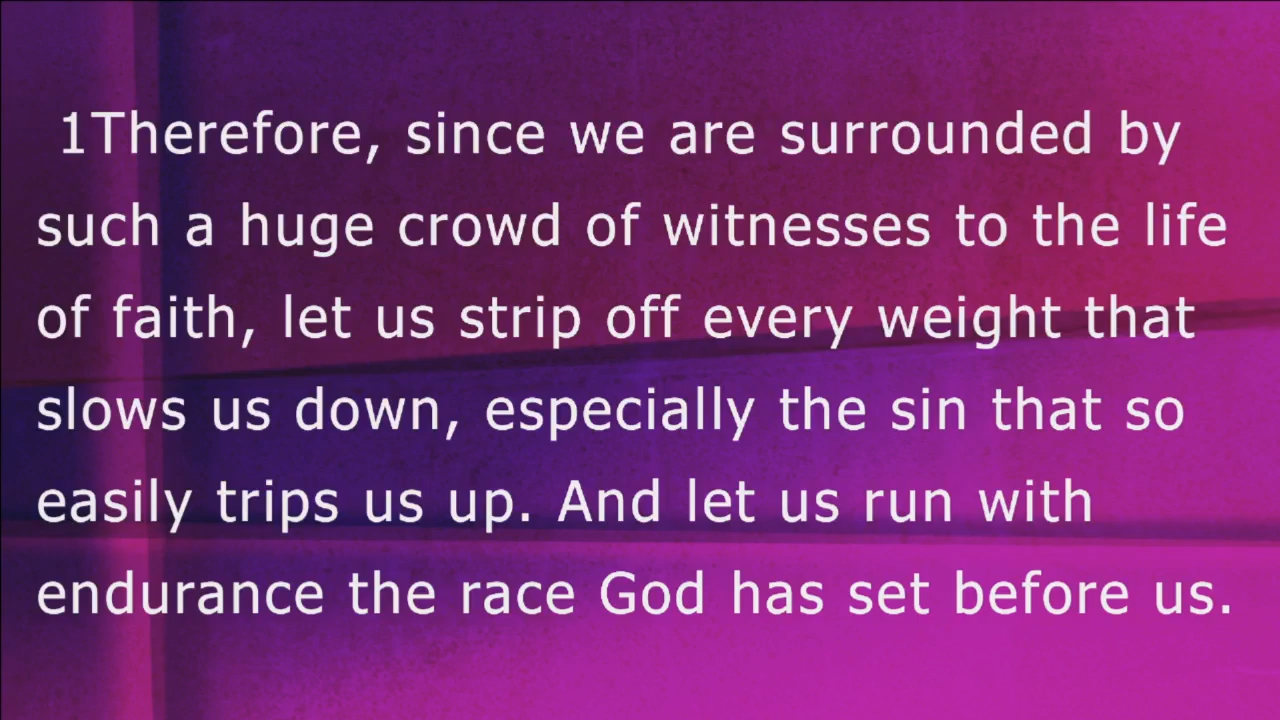 1Therefore, since we are surrounded by
such a huge crowd of witnesses to the life
of faith, let us strip off every weight that
slows us down, especially the sin that so
easily trips us up. And let us run with
endurance the race God has set before us.